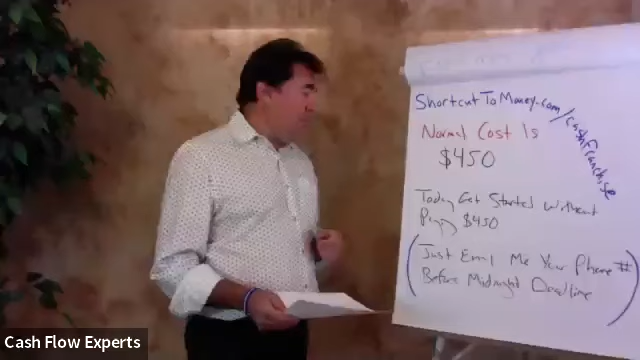 ShortcutToMoney.com/cashfranchise
Normal Cost Is
$450
Today Get Started Without
Paying $450
(Just Email Me Your Phone #
Before Midnight Deadline)
Cash Flow Experts